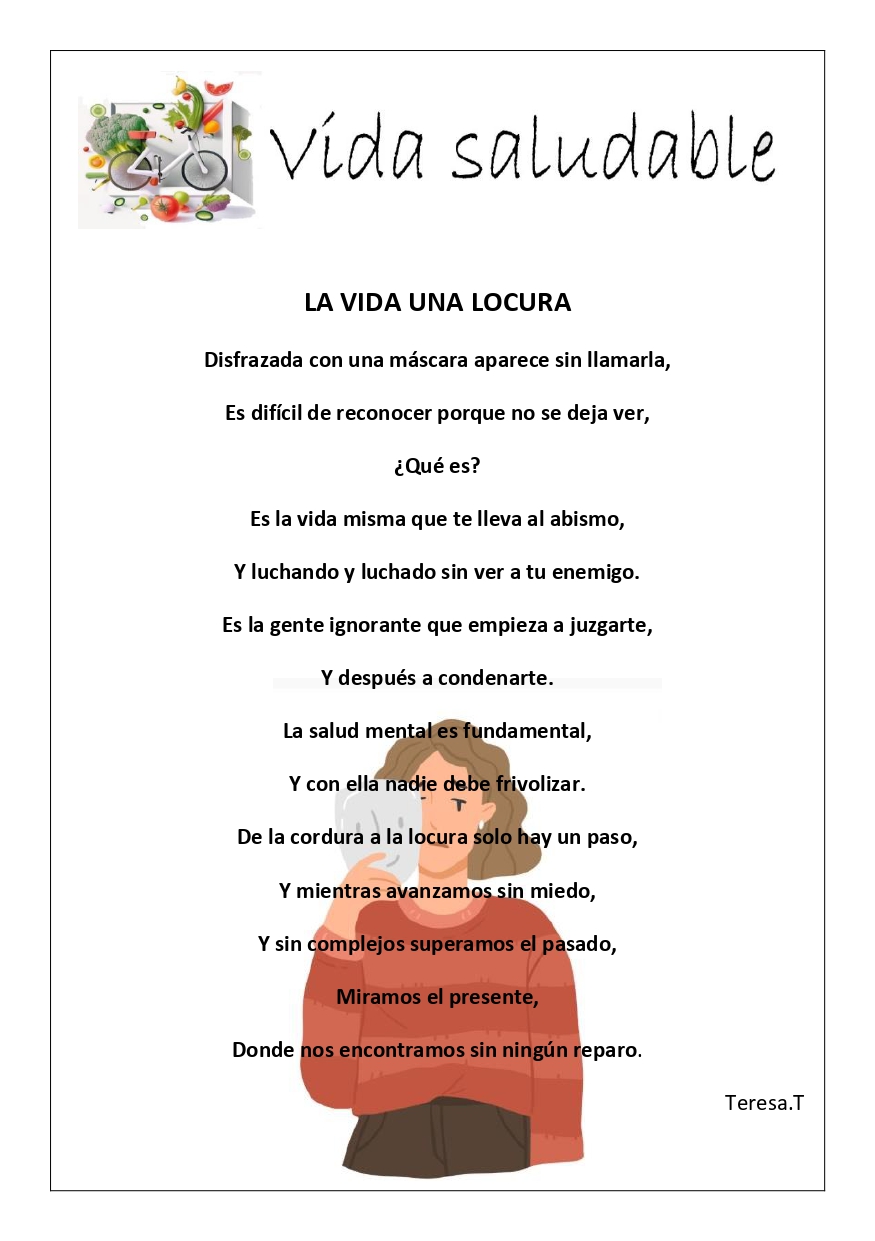 Vida saludable
LA VIDA UNA LOCURA
Disfrazada con una máscara aparece sin llamarla,
Es difícil de reconocer porque no se deja ver,
¿Qué es?
Es la vida misma que te lleva al abismo,
Y luchando y luchado sin ver a tu enemigo.
Es la gente ignorante que empieza a juzgarte,
Y después a condenarte.
La salud mental es fundamental,
Y con ella nadie debe frivolizar.
De la cordura a la locura solo hay un paso,
Y mientras avanzamos sin miedo,
Y sin complejos superamos el pasado,
Miramos el presente,
Donde nos encontramos sin ningún reparo.
Teresa.T